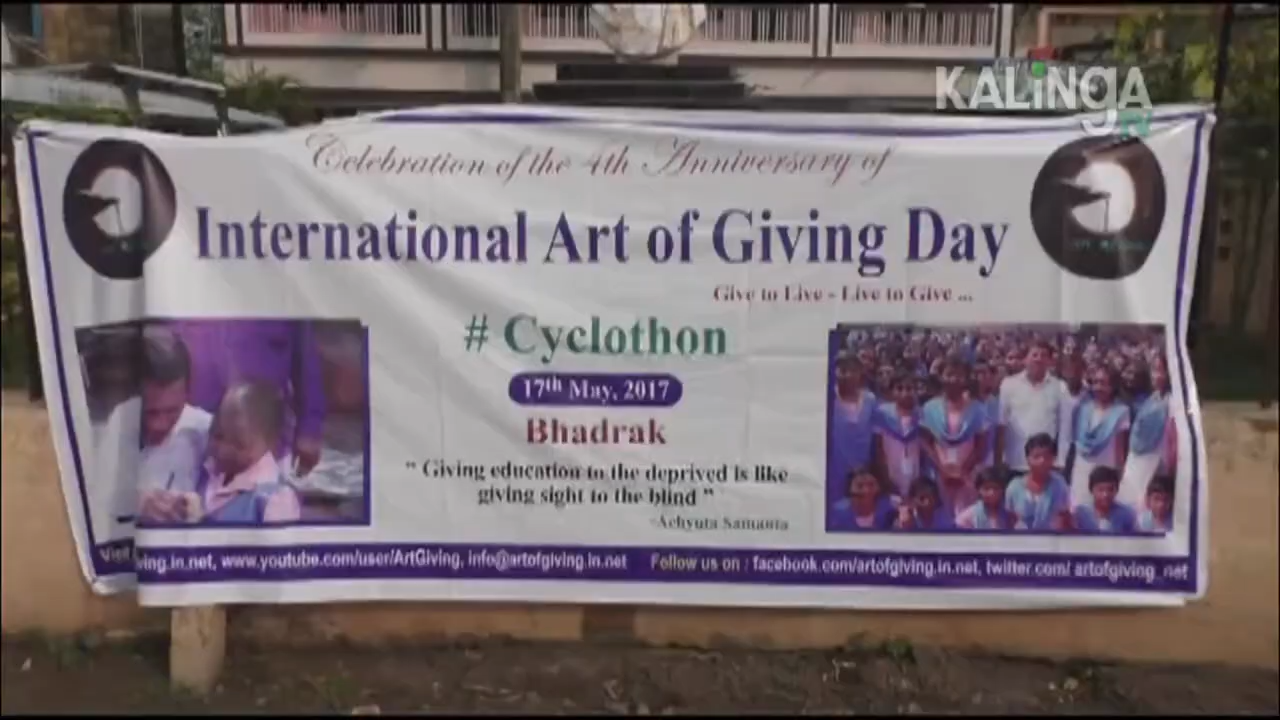 KALINGA
TV
Celebration of the 4th Anniversary of
International Art of Giving Day
Give to Live - Live to Give ...
# Cyclothon
17th May, 2017
Bhadrak
" Giving education to the deprived is like
giving sight to the blind "
-Achyuta Samanta
Visit ing.in.net, www.youtube.com/user/ArtGiving, info@artofgiving.in.net Follow us on : facebook.com/artofgiving.in.net, twitter.com/ artofgiving_net